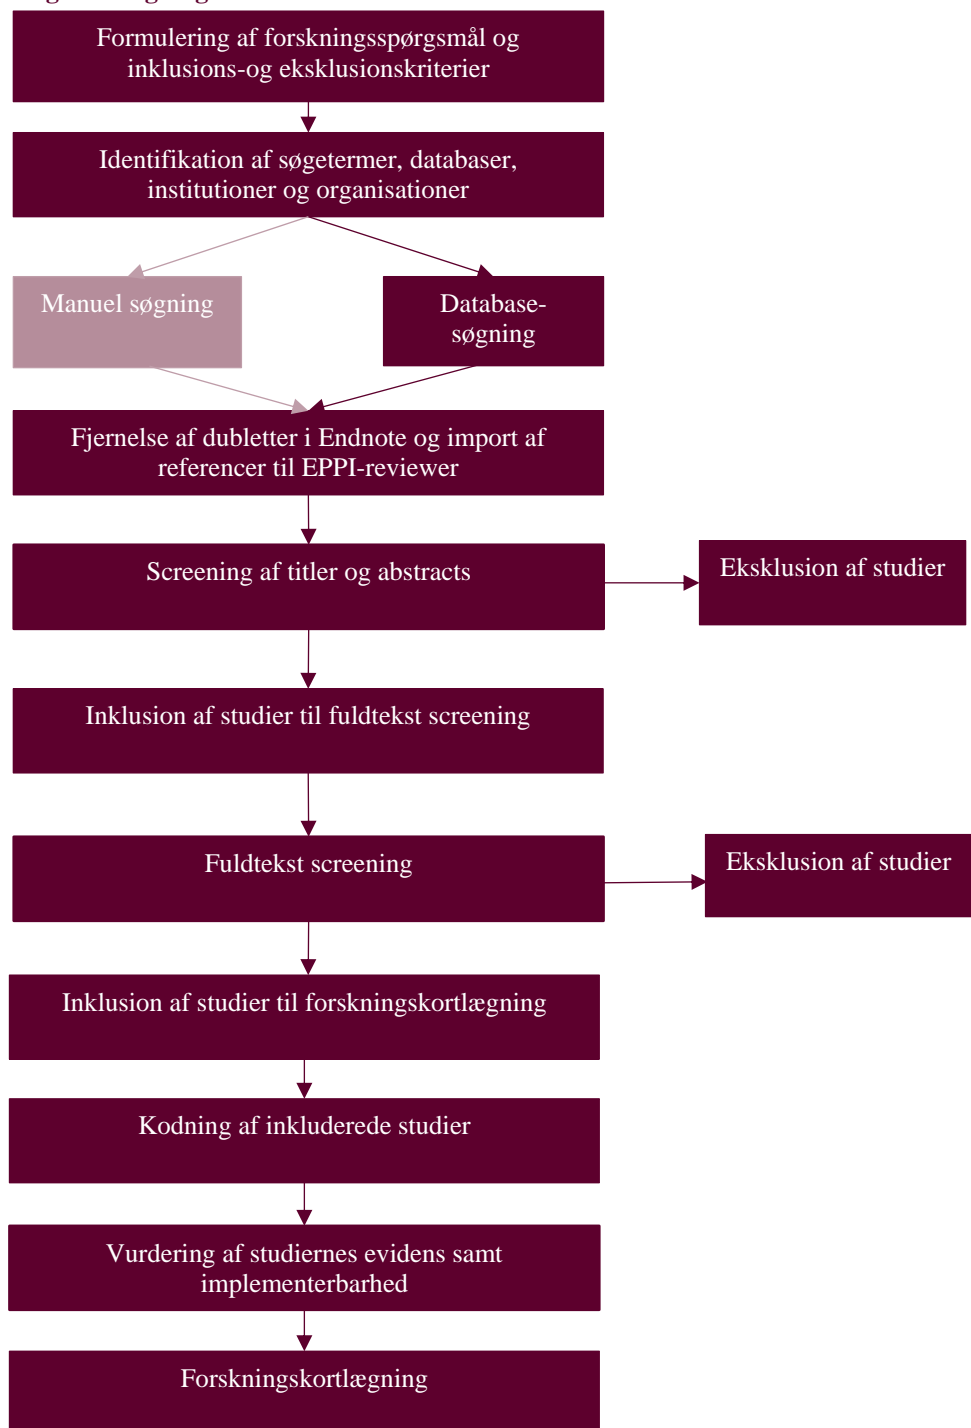 Formulering af forskningsspørgsmål og
inklusions-og eksklusionskriterier
Identifikation af søgetermer, databaser,
institutioner og organisationer
Manuel søgning
Database-
søgning
Fjernelse af dubletter i Endnote og import af
referencer til EPPI-reviewer
Screening af titler og abstracts
Eksklusion af studier
Inklusion af studier til fuldtekst screening
Fuldtekst screening
Eksklusion af studier
Inklusion af studier til forskningskortlægning
Kodning af inkluderede studier
Vurdering af studiernes evidens samt
implementerbarhed
Forskningskortlægning